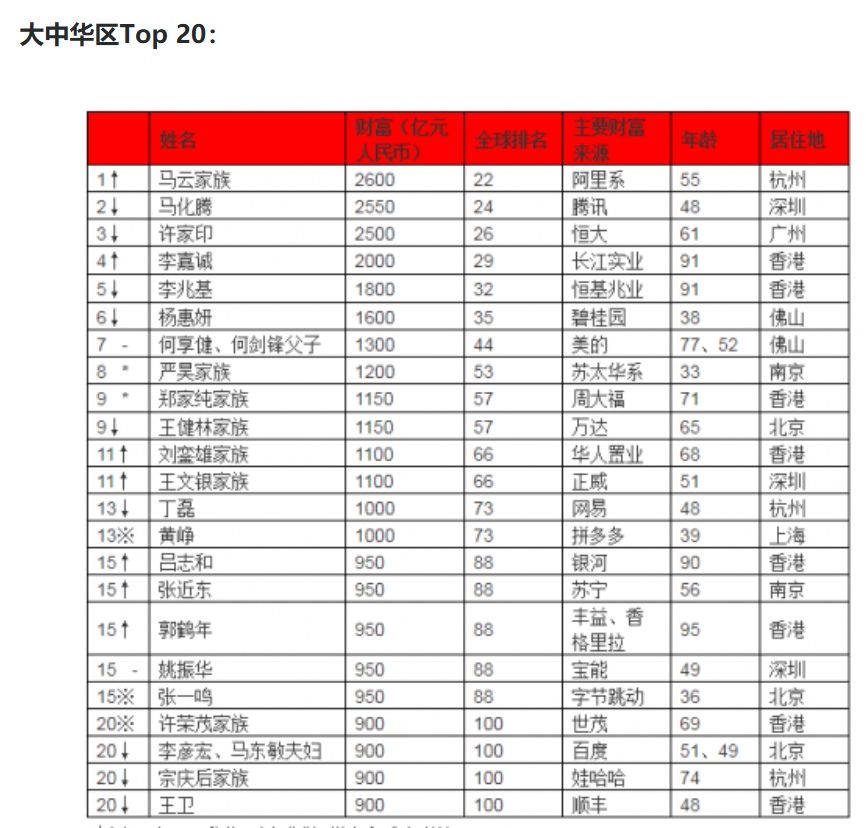 大中华区Top 20：
姓名 财富（亿元人民币） 全球排名 主要财富来源 年龄 居住地
1↑ 马云家族 2600 22 阿里系 55 杭州
2↓ 马化腾 2550 24 腾讯 48 深圳
3↓ 许家印 2500 26 恒大 61 广州
4↑ 李嘉诚 2000 29 长江实业 91 香港
5↓ 李兆基 1800 32 恒基兆业 91 香港
6↓ 杨惠妍 1600 35 碧桂园 38 佛山
7 - 何享健、何剑锋父子 1300 44 美的 77、52 佛山
8 * 严昊家族 1200 53 苏太华系 33 南京
9 * 郑家纯家族 1150 57 周大福 71 香港
9↓ 王健林家族 1150 57 万达 65 北京
11↑ 刘銮雄家族 1100 66 华人置业 68 香港
11↑ 王文银家族 1100 66 正威 51 深圳
13↓ 丁磊 1000 73 网易 48 杭州
13※ 黄峥 1000 73 拼多多 39 上海
15↑ 吕志和 950 88 银河 90 香港
15↑ 张近东 950 88 苏宁 56 南京
15↑ 郭鹤年 950 88 丰益、香格里拉 95 香港
15 - 姚振华 950 88 宝能 49 深圳
15※ 张一鸣 950 88 字节跳动 36 北京
20※ 许荣茂家族 900 100 世茂 69 香港
20↓ 李彦宏、马东敏夫妇 900 100 百度 51、49 北京
20↓ 宗庆后家族 900 100 娃哈哈 74 杭州
20↓ 王卫 900 100 顺丰 48 香港